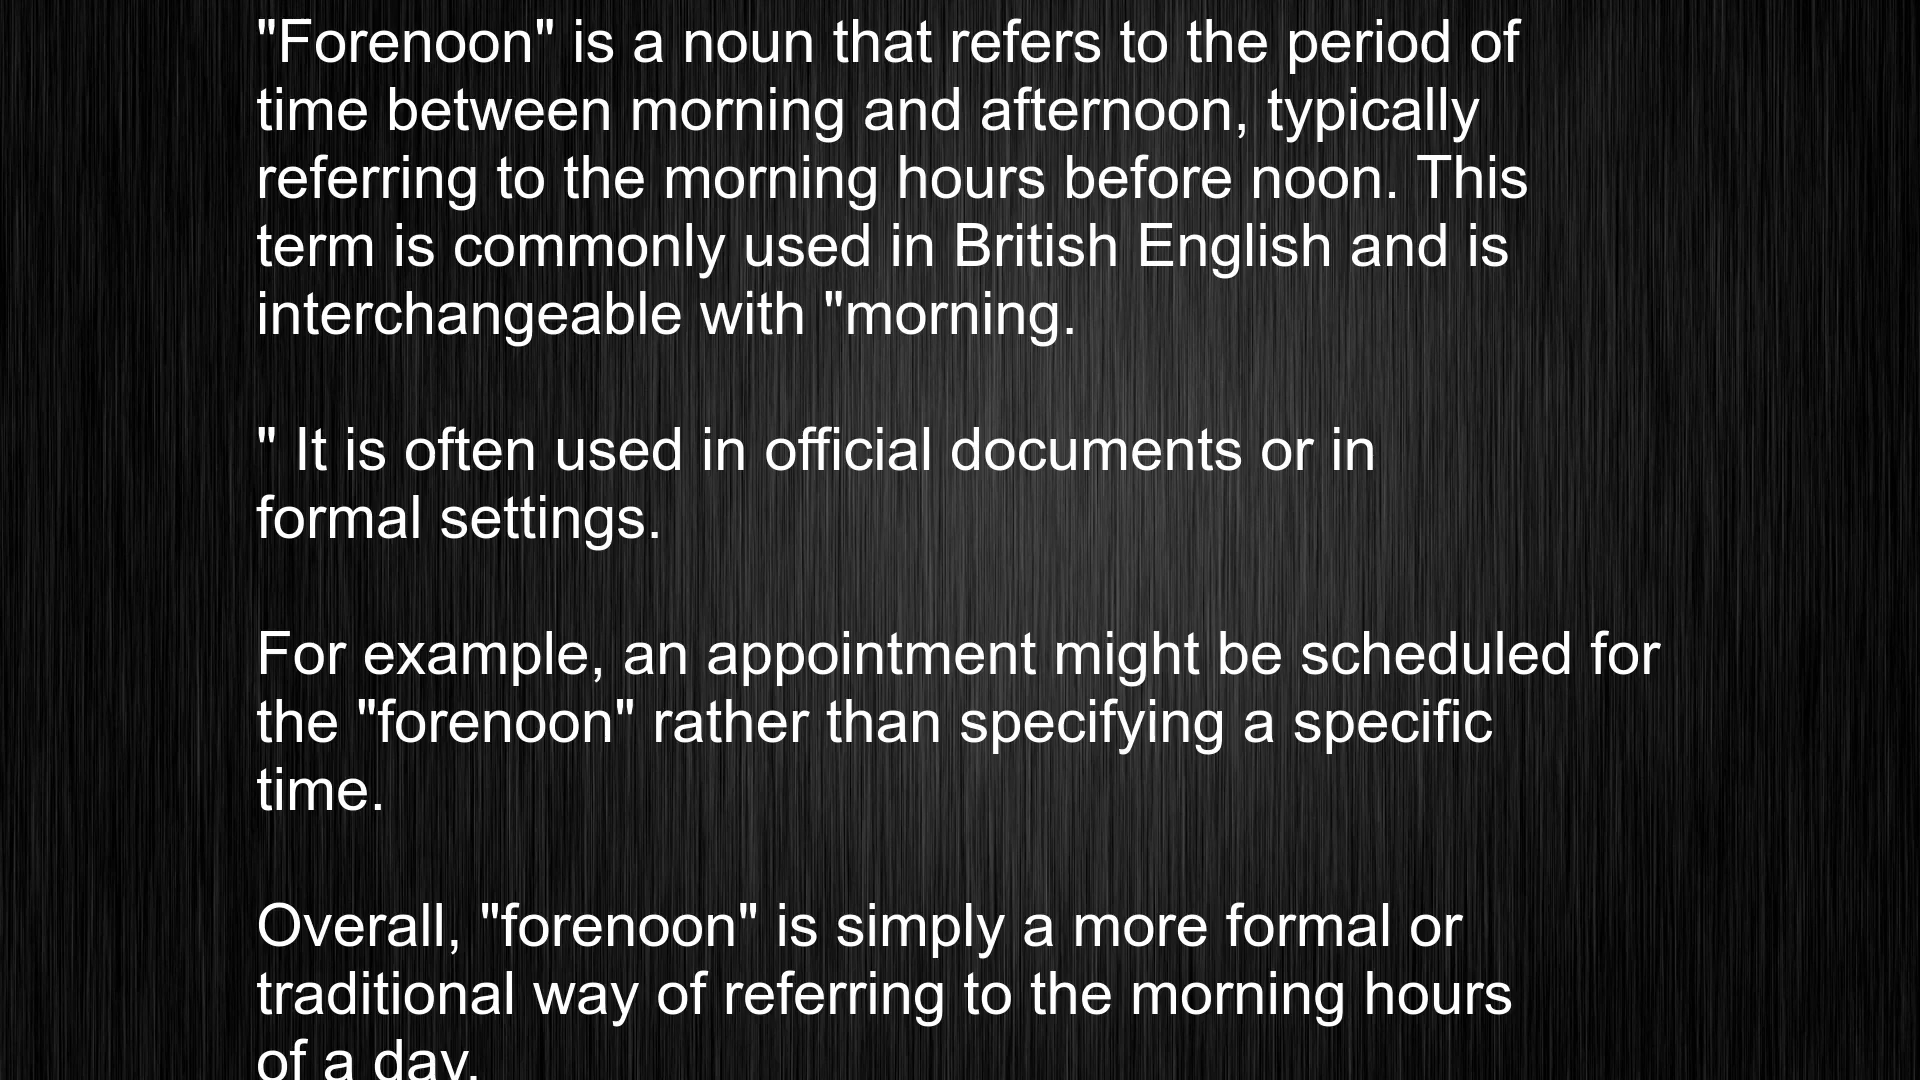 "Forenoon" is a noun that refers to the period of
time between morning and afternoon, typically
referring to the morning hours before noon. This
term is commonly used in British English and is
interchangeable with "morning.
" It is often used in official documents or in
formal settings.
For example, an appointment might be scheduled for
the "forenoon" rather than specifying a specific
time.
Overall, "forenoon" is simply a more formal or
traditional way of referring to the morning hours
of a day.